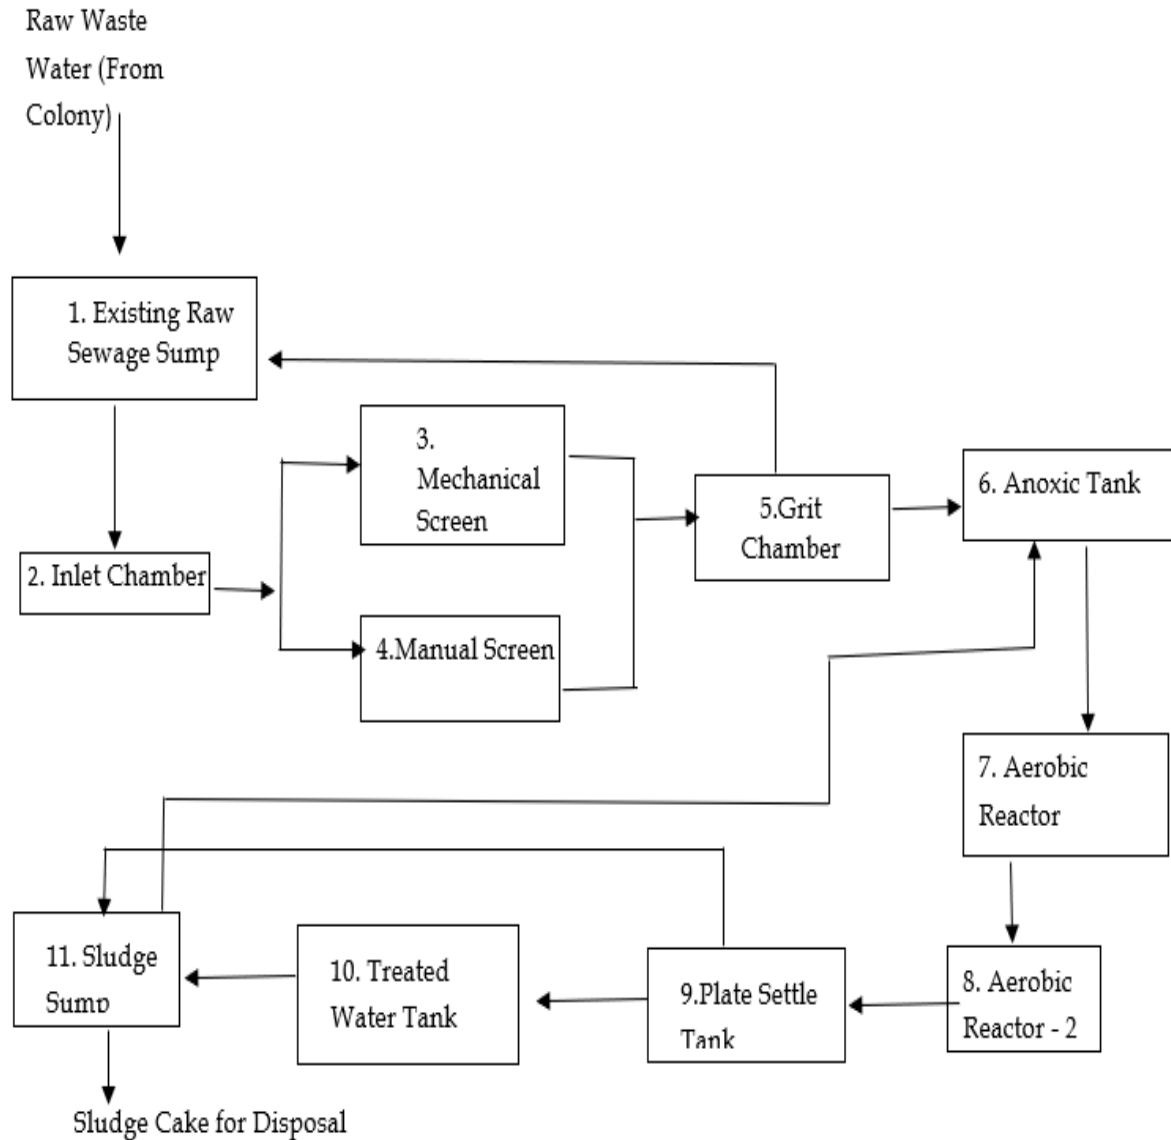 Raw Waste
Water (From
Colony)
1. Existing Raw
Sewage Sump
3.
Mechanical
Screen
5.Grit
Chamber
6. Anoxic Tank
2. Inlet Chamber
4.Manual Screen
7. Aerobic
Reactor
11. Sludge
Sump
10. Treated
Water Tank
9.Plate Settle
Tank
8. Aerobic
Reactor - 2
Sludge Cake for Disposal